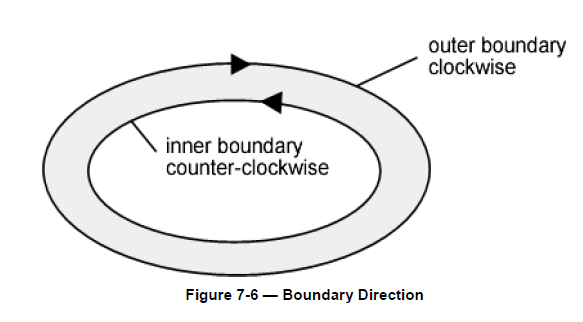 outer boundary
clockwise
inner boundary
counter-clockwise
Figure 7-6 — Boundary Direction